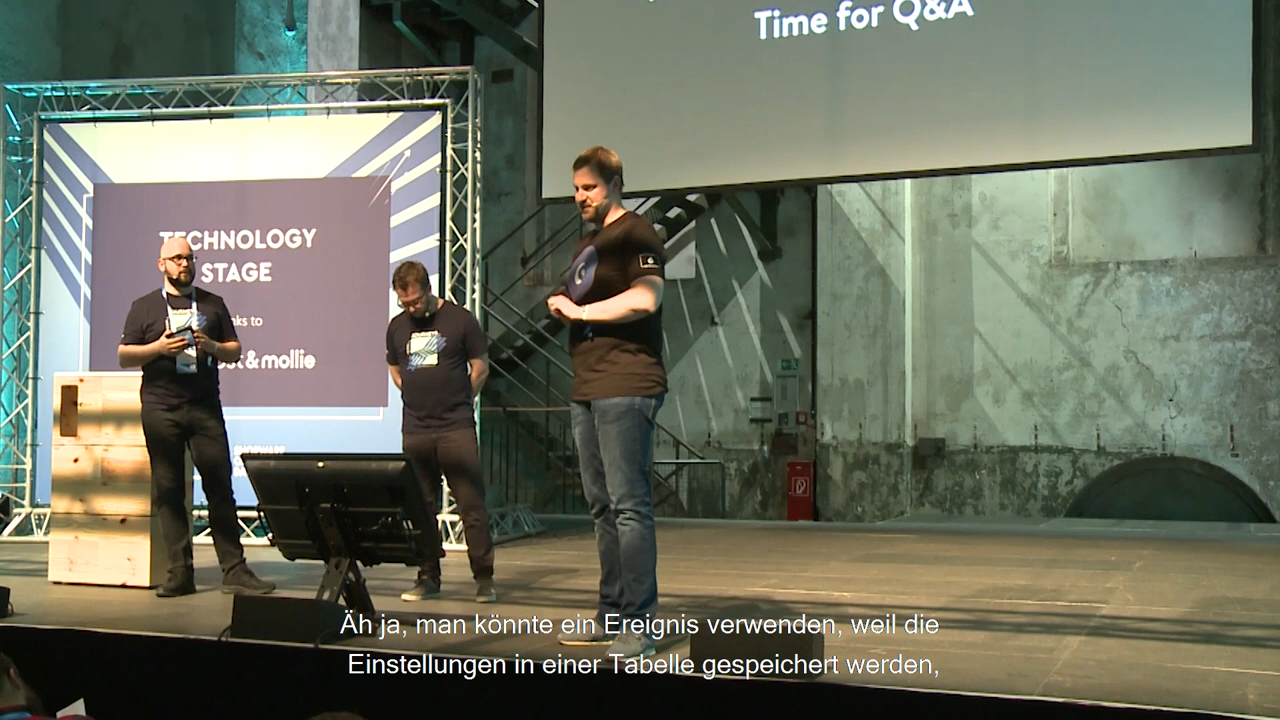 Time for Q&A
TECHNOLOGY
STAGE
to
&mollie
Äh ja, man könnte ein Ereignis verwenden, weil die
Einstellungen in einer Tabelle gespeichert werden,